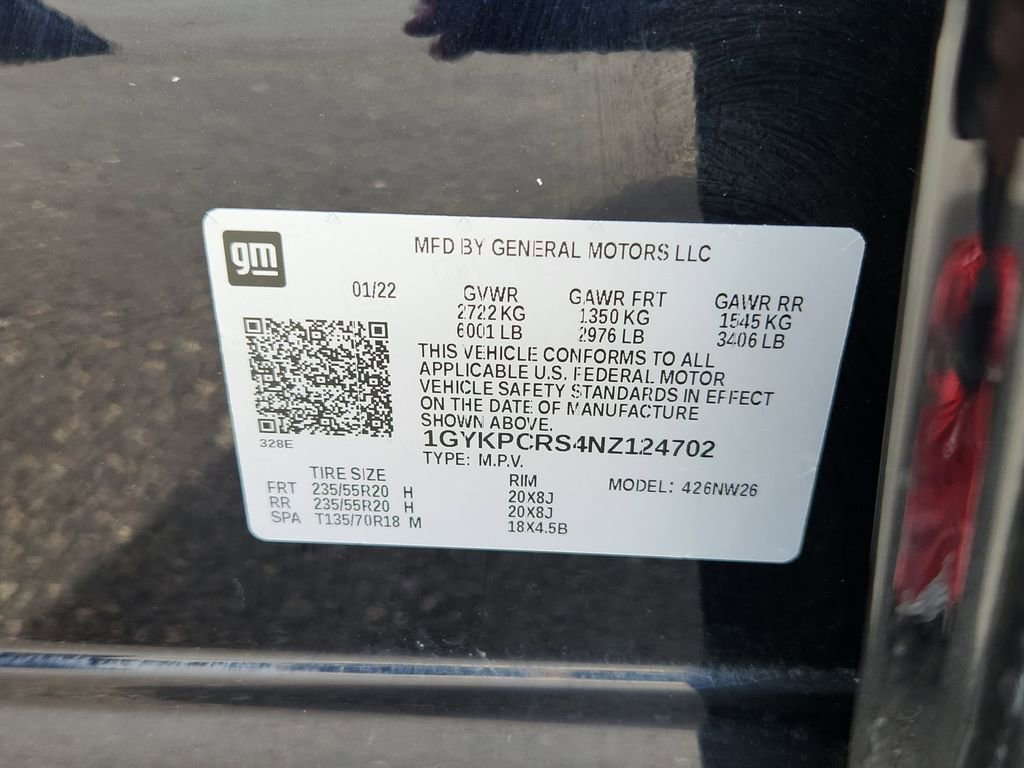 gm
MFD BY GENERAL MOTORS LLC
01/22
GVWR GAWR FRT GAWR RR
2722 KG 1350 KG 1545 KG
6001 LB 2976 LB 3406 LB
THIS VEHICLE CONFORMS TO ALL
APPLICABLE U.S. FEDERAL MOTOR
VEHICLE SAFETY STANDARDS IN EFFECT
ON THE DATE OF MANUFACTURE
SHOWN ABOVE.
328E
1GYKPCRS4NZ124702
TYPE: M.P.V.
TIRE SIZE RIM MODEL: 426NW26
FRT 235/55R20 H 20X8J
RR 235/55R20 H 20X8J
SPA T135/70R18 M 18X4.5B